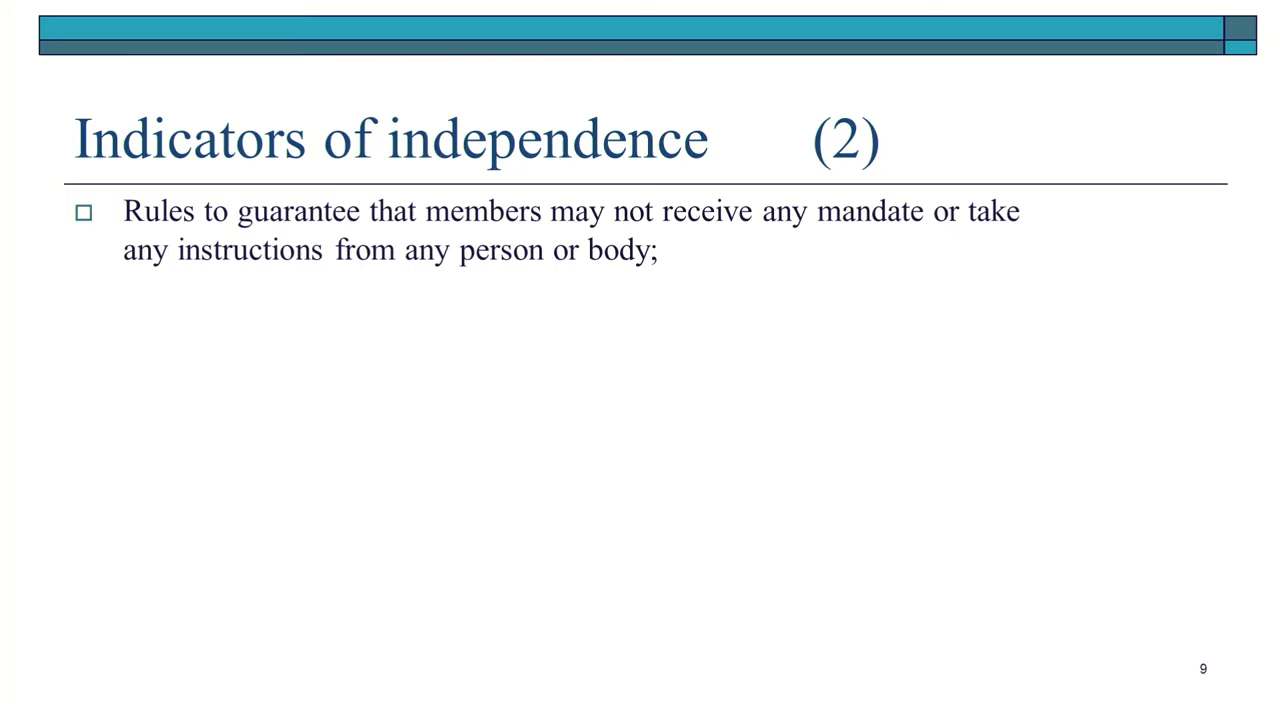 Indicators of independence (2)
Rules to guarantee that members may not receive any mandate or take
any instructions from any person or body;
9